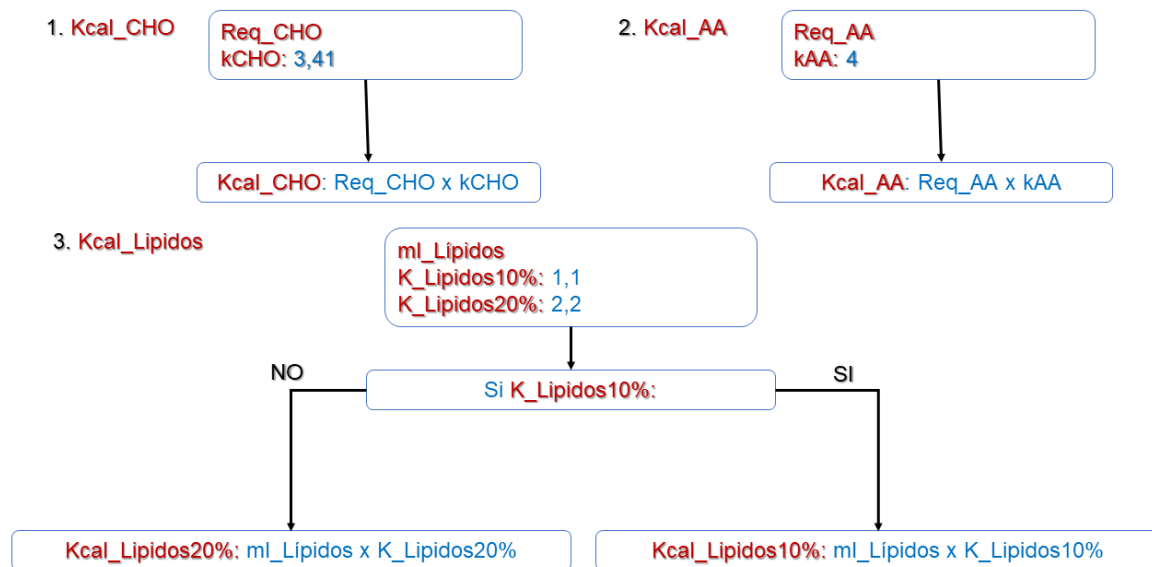 1. Kcal_CHO
Req_CHO
kCHO: 3,41
Kcal_CHO: Req_CHO x kCHO
2. Kcal_AA
Req_AA
kAA: 4
Kcal_AA: Req_AA x kAA
3. Kcal_Lipidos
ml_Lípidos
K_Lipidos10%: 1,1
K_Lipidos20%: 2,2
Si K_Lipidos10%:
NO
SI
Kcal_Lipidos20%: ml_Lípidos x K_Lipidos20%
Kcal_Lipidos10%: ml_Lípidos x K_Lipidos10%